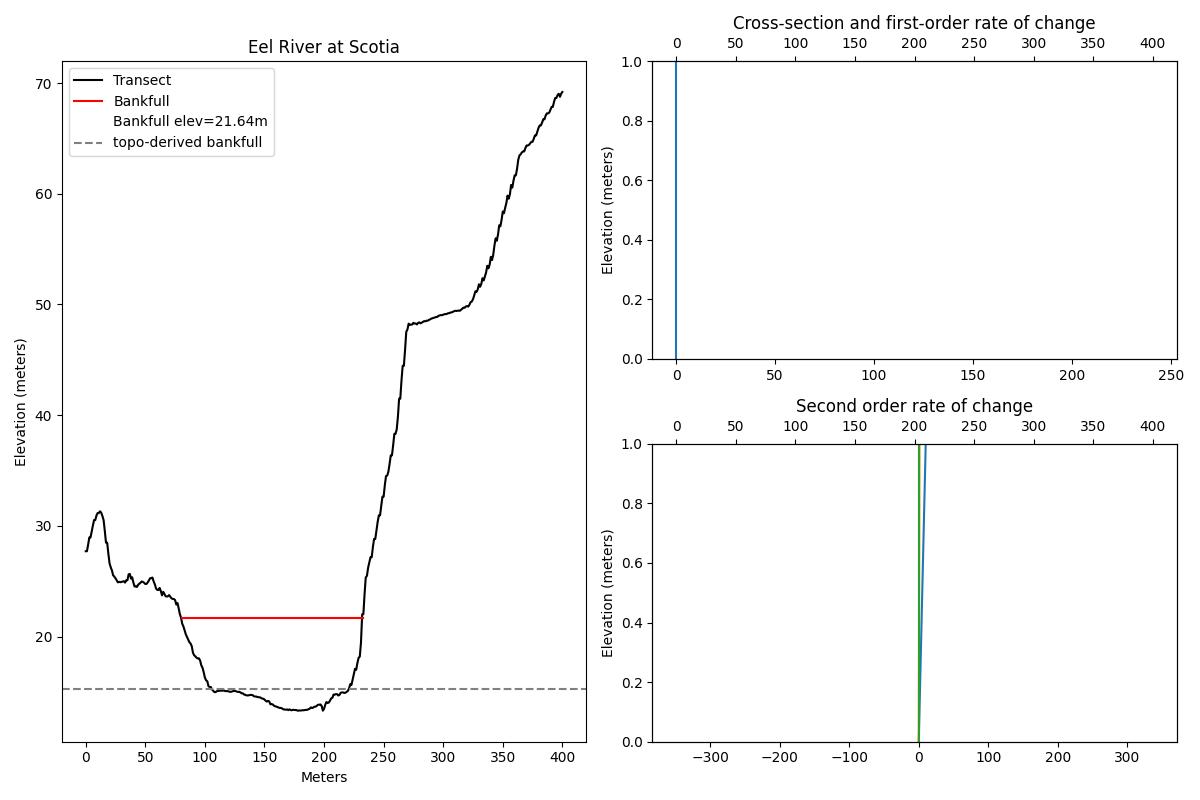 Eel River at Scotia
Transect
Bankfull
Bankfull elev=21.64m
topo-derived bankfull
70
60
50
40
30
20
Elevation (meters)
0 50 100 150 200 250 300 350 400
Meters
Cross-section and first-order rate of change
0 50 100 150 200 250 300 350 400
1.0
0.8
0.6
0.4
0.2
0.0
Elevation (meters)
0 50 100 150 200 250
Second order rate of change
0 50 100 150 200 250 300 350 400
1.0
0.8
0.6
0.4
0.2
0.0
Elevation (meters)
−300 −200 −100 0 100 200 300